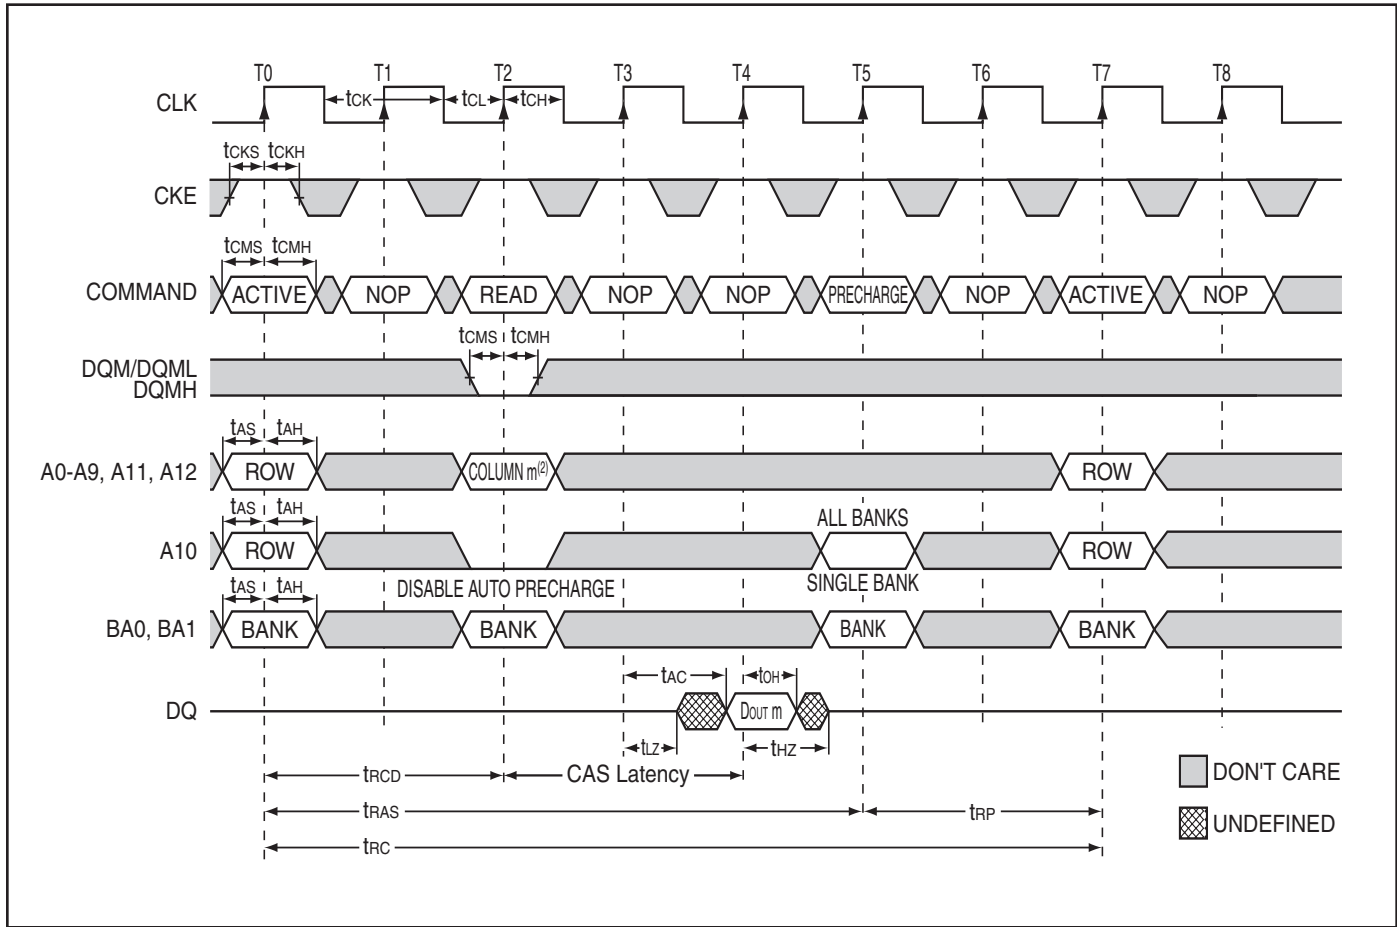 T0 T1 T2 T3 T4 T5 T6 T7 T8
CLK tCK tCL tCH
tCKS tCKH
CKE
tCMS tCMH
COMMAND ACTIVE NOP READ NOP NOP PRECHARGE NOP ACTIVE NOP
tCMS tCMH
DQM/DQML
DQMH
tAS tAH
A0-A9, A11, A12 ROW COLUMN m(2) ROW
tAS tAH ALL BANKS
A10 ROW ROW
DISABLE AUTO PRECHARGE SINGLE BANK
tAS tAH
BA0, BA1 BANK BANK BANK BANK
tAC tOH
DQ DOUT m
tLZ tHZ
tRCD CAS Latency DON'T CARE
tRAS tRP
UNDEFINED
tRC